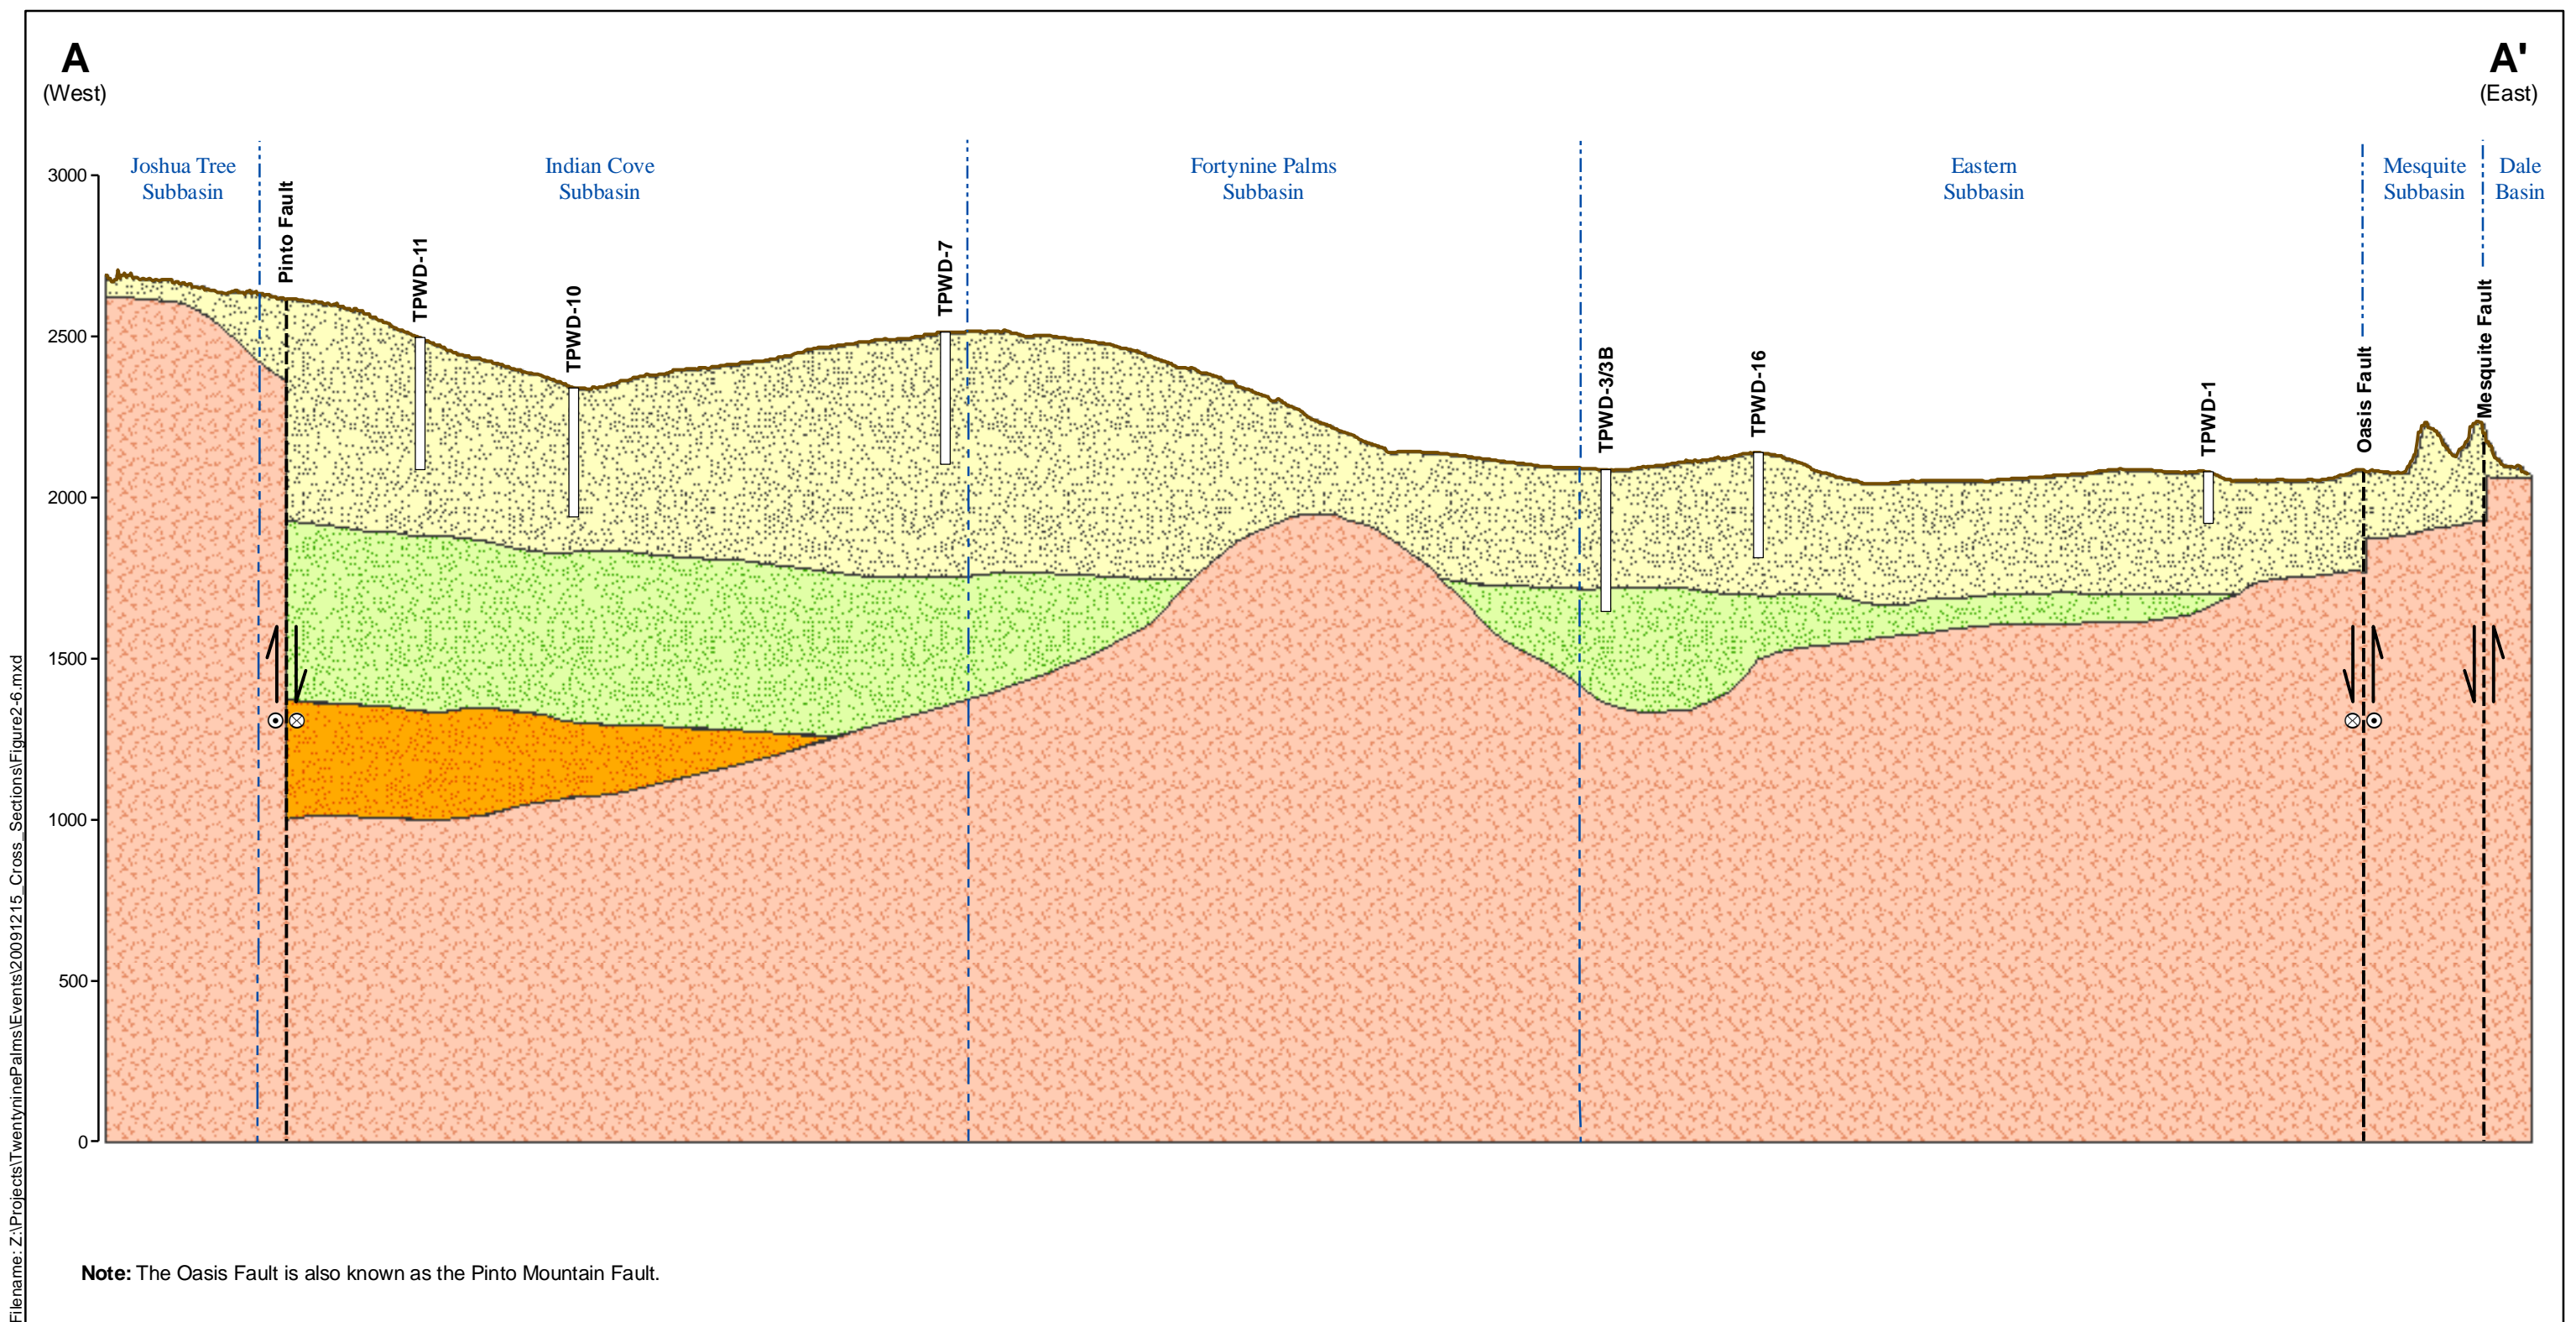 A
(West)
A'
(East)
Joshua Tree
Subbasin
Indian Cove
Subbasin
Fortynine Palms
Subbasin
Eastern
Subbasin
Mesquite
Subbasin
Dale
Basin
3000
2500
2000
1500
1000
500
0
Pinto Fault
TPWD-11
TPWD-10
TPWD-7
TPWD-3/3B
TPWD-16
TPWD-1
Oasis Fault
Mesquite Fault
Note: The Oasis Fault is also known as the Pinto Mountain Fault.
Filename: Z:\Projects\TwentyninePalms\Events\20091215_Cross_Sections\Figure2-6.mxd